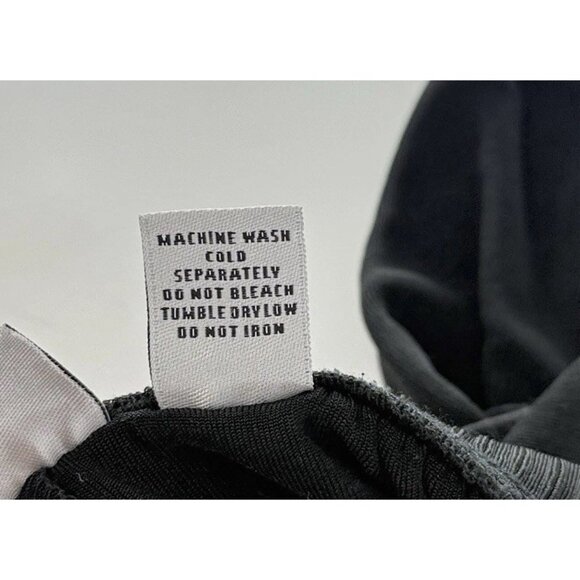 MACHINE WASH
COLD
SEPARATELY
DO NOT BLEACH
TUMBLE DRY LOW
DO NOT IRON